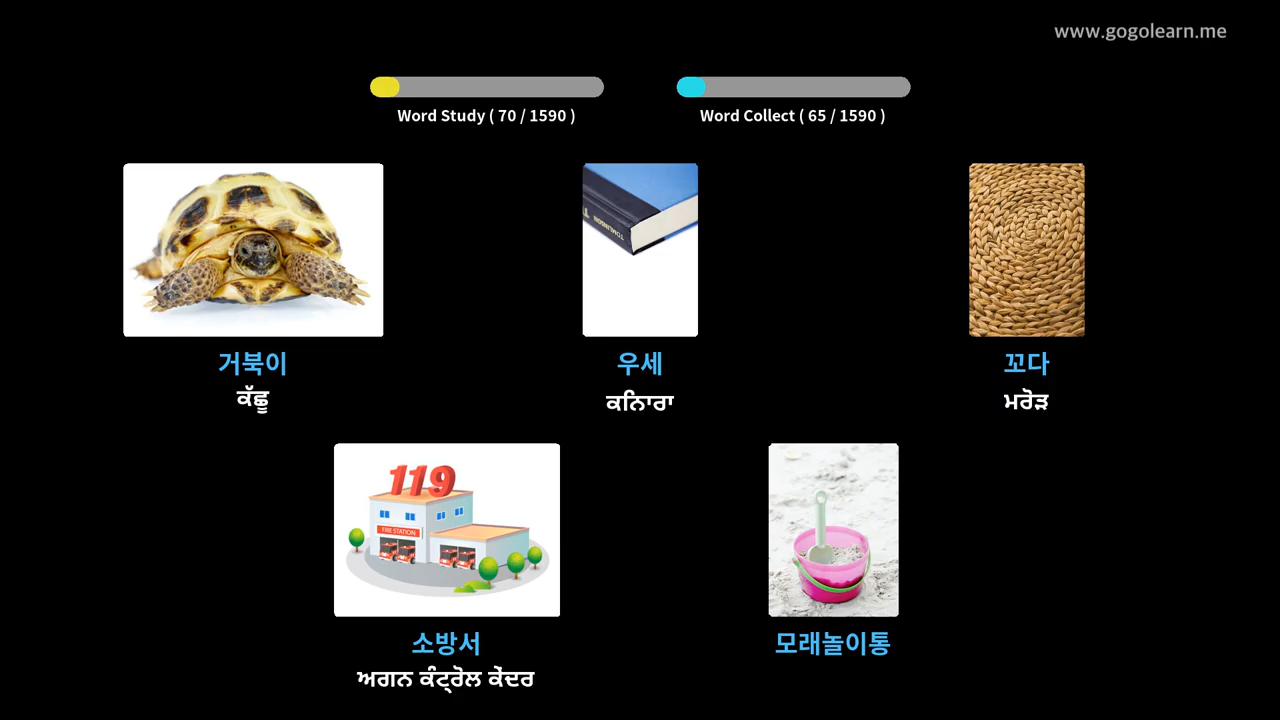 www.gogolearn.me
Word Study ( 70 / 1590 )
Word Collect ( 65 / 1590 )
TOMLINSON
거북이
ਕੱਛੂ
우세
ਕਨਿਾਰਾ
꼬다
ਮਰੋੜ
119
FIRE STATION
소방서
ਅਗਨ ਕੰਟ੍ਰੋਲ ਕੇਂਦਰ
모래놀이통